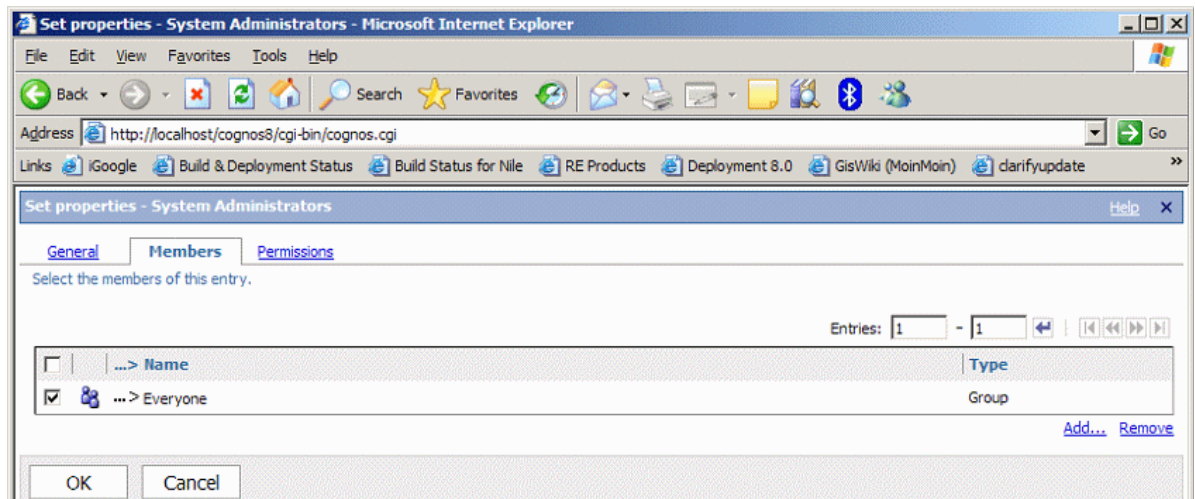 Set properties - System Administrators - Microsoft Internet Explorer
File Edit View Favorites Tools Help
Back Search Favorites
Address http://localhost/cognos8/cgi-bin/cognos.cgi Go
Links iGoogle Build & Deployment Status Build Status for Nile RE Products Deployment 8.0 GisWiki (MoinMoin) clarifyupdate »
Set properties - System Administrators Help X
General Members Permissions
Select the members of this entry.
Entries: 1 - 1
...> Name Type
...> Everyone Group
Add... Remove
OK Cancel